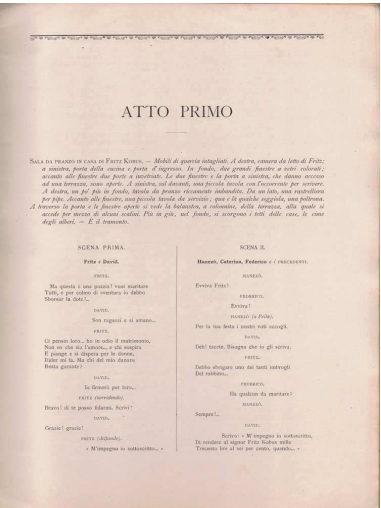 ATTO PRIMO
SALA DA PRANZO IN CASA DI FRITZ KOBUS. — Mobili di quercia intagliati. A destra, camera da letto di Fritz;
a sinistra, porta della cucina e porta d'ingresso. In fondo, due grandi finestre a vetri colorati;
accanto alle finestre due porte a invetriate. Le due finestre e la porta a sinistra, che danno accesso
ad una terrazza, sono aperte. A sinistra, sul davanti, una piccola tavola con l'occorrente per scrivere.
A destra, un po' più in fondo, tavola da pranzo riccamente imbandita. Da un lato, una rastrelliera
per pipe. Accanto alle finestre, una piccola tavola da servizio; qua e là qualche seggiola, una poltrona.
A traverso la porta e le finestre aperte si vede la balaustra, a colonnine, della terrazza, alla quale si
accede per mezzo di alcuni scalini. Più in giù, nel fondo, si scorgono i tetti delle case, le cime
degli alberi. — È il tramonto.
SCENA PRIMA.
Fritz e David.
FRITZ.
Ma questa è una pazzia! vuoi maritare
Tutti, e per colmo di sventura io debbo
Sborsar la dote!...
DAVID.
Son ragazzi e si amano...
FRITZ.
Ci penson loro... ho in odio il matrimonio,
Non vo che sia l'amore... e chi sospira
E piange e si dispera per le donne,
Rider mi fa. Ma chi del mio danaro
Resta garante?
DAVID.
Io firmerò per loro...
FRITZ (sorridendo).
Bravo! di te posso fidarmi. Scrivi!
DAVID.
Grazie! grazie!
FRITZ (dettando).
« M'impegno io sottoscritto... »
SCENA II.
Hanezò, Caterina, Federico e I PRECEDENTI.
HANEZÒ.
Evviva Fritz!
FEDERICO.
Evviva!
HANEZÒ (a Fritz).
Per la tua festa i nostri voti accogli.
DAVID.
Deh! tacete. Bisogna che io gli scriva.
FRITZ.
Debbo sbrigare uno dei tanti imbrogli
Del rabbino...
FEDERICO.
Ha qualcun da maritare!
HANEZÒ.
Sempre!...
DAVID.
Scrivo: « M'impegno io sottoscritto,
Di rendere al signor Fritz Kobus mille
Trecento lire al sei per cento, quando... »